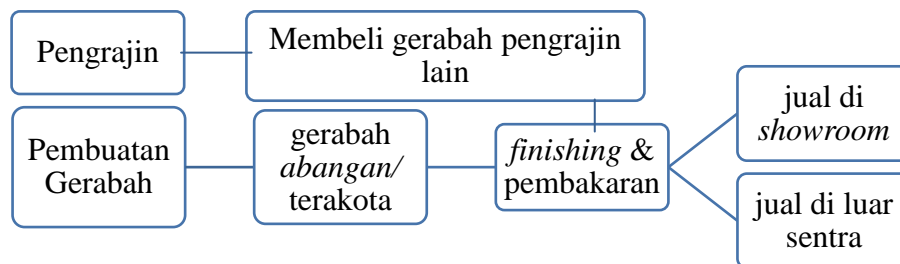 Pengrajin
Membeli gerabah pengrajin
lain
Pembuatan
Gerabah
gerabah
abangan/
terakota
finishing &
pembakaran
jual di
showroom
jual di luar
sentra